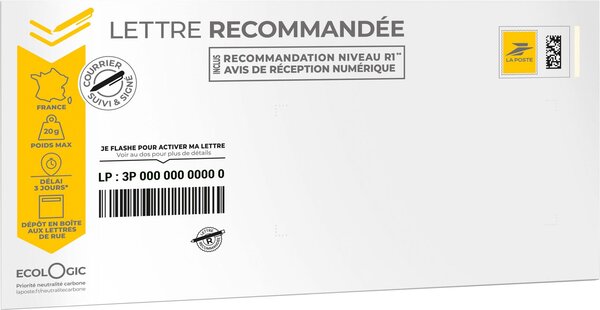 LETTRE RECOMMANDÉE
INCLUS
RECOMMANDATION NIVEAU R1**
AVIS DE RÉCEPTION NUMÉRIQUE
LA POSTE
COURRIER
SUIVI & SIGNÉ
FRANCE
20g
POIDS MAX
DÉLAI
3 JOURS*
DÉPÔT EN BOÎTE
AUX LETTRES
DE RUE
JE FLASHE POUR ACTIVER MA LETTRE
Voir au dos pour plus de détails
LP : 3P 000 000 0000 0
LETTRE
R
RECOMMANDÉE
ECOLOGIC
Priorité neutralité carbone
laposte.fr/neutralitecarbone